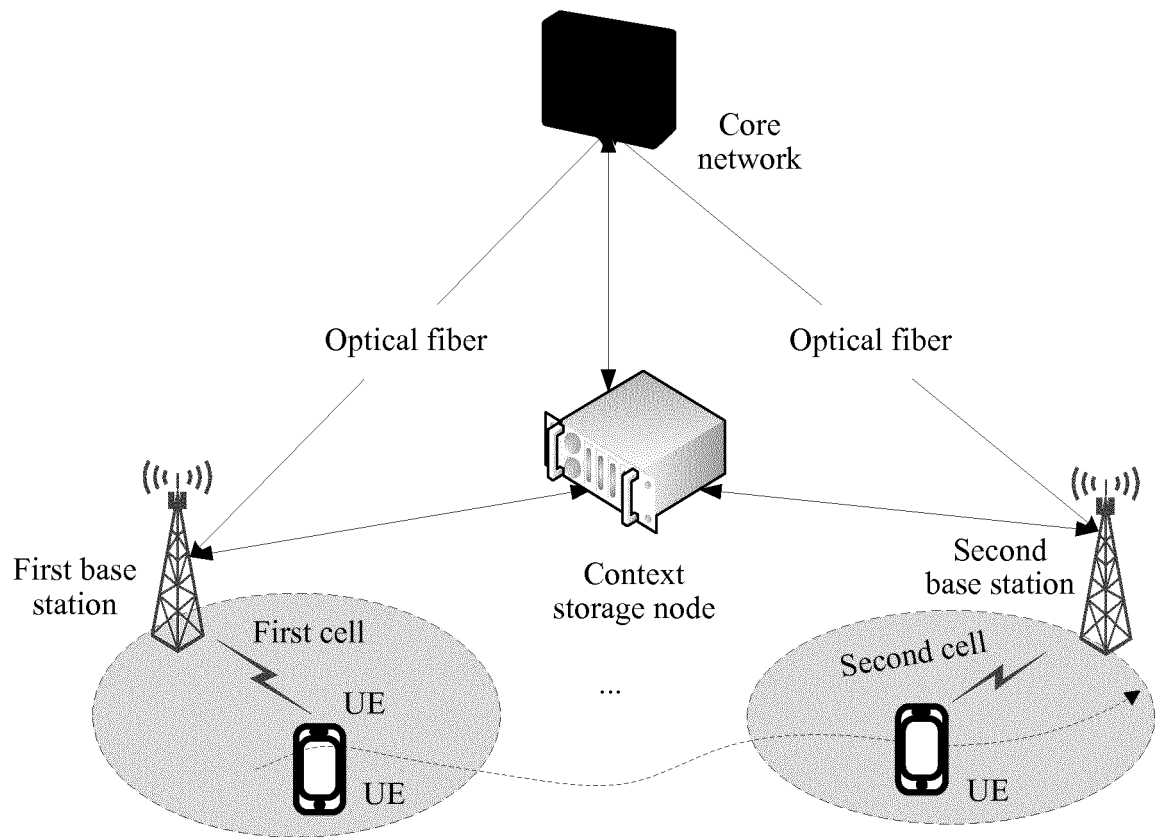 Core
network
Optical fiber
Optical fiber
First base
station
Context
storage node
Second
base station
First cell
Second cell
UE
...
UE
UE